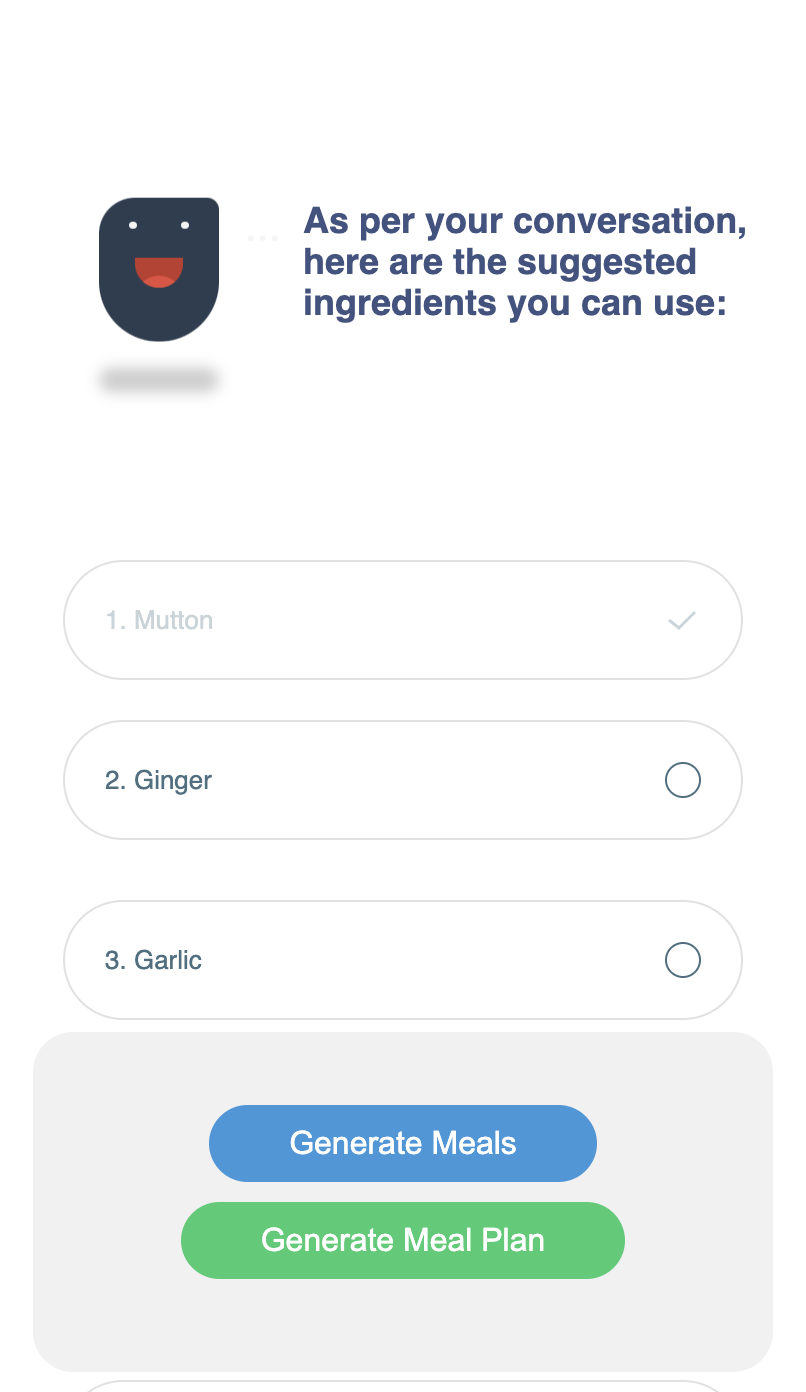 As per your conversation,
here are the suggested
ingredients you can use:
1. Mutton
2. Ginger
3. Garlic
Generate Meals
Generate Meal Plan